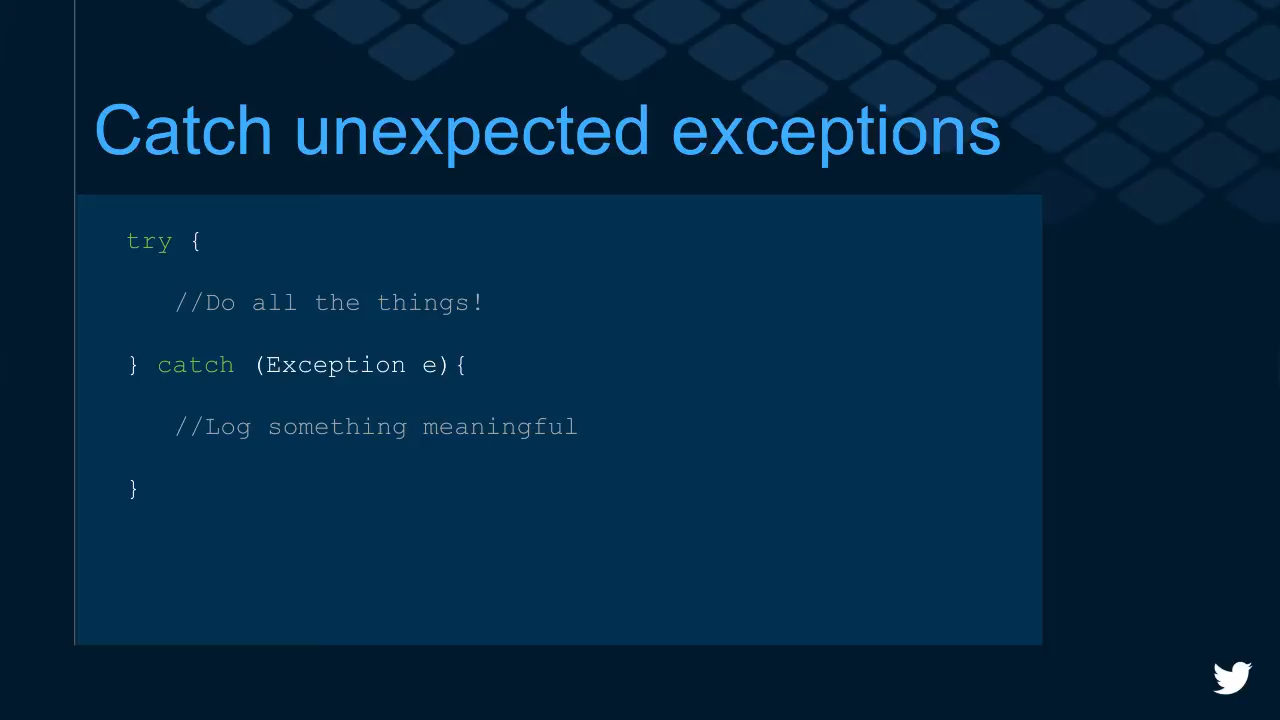 Catch unexpected exceptions
try {
//Do all the things!
} catch (Exception e){
//Log something meaningful
}